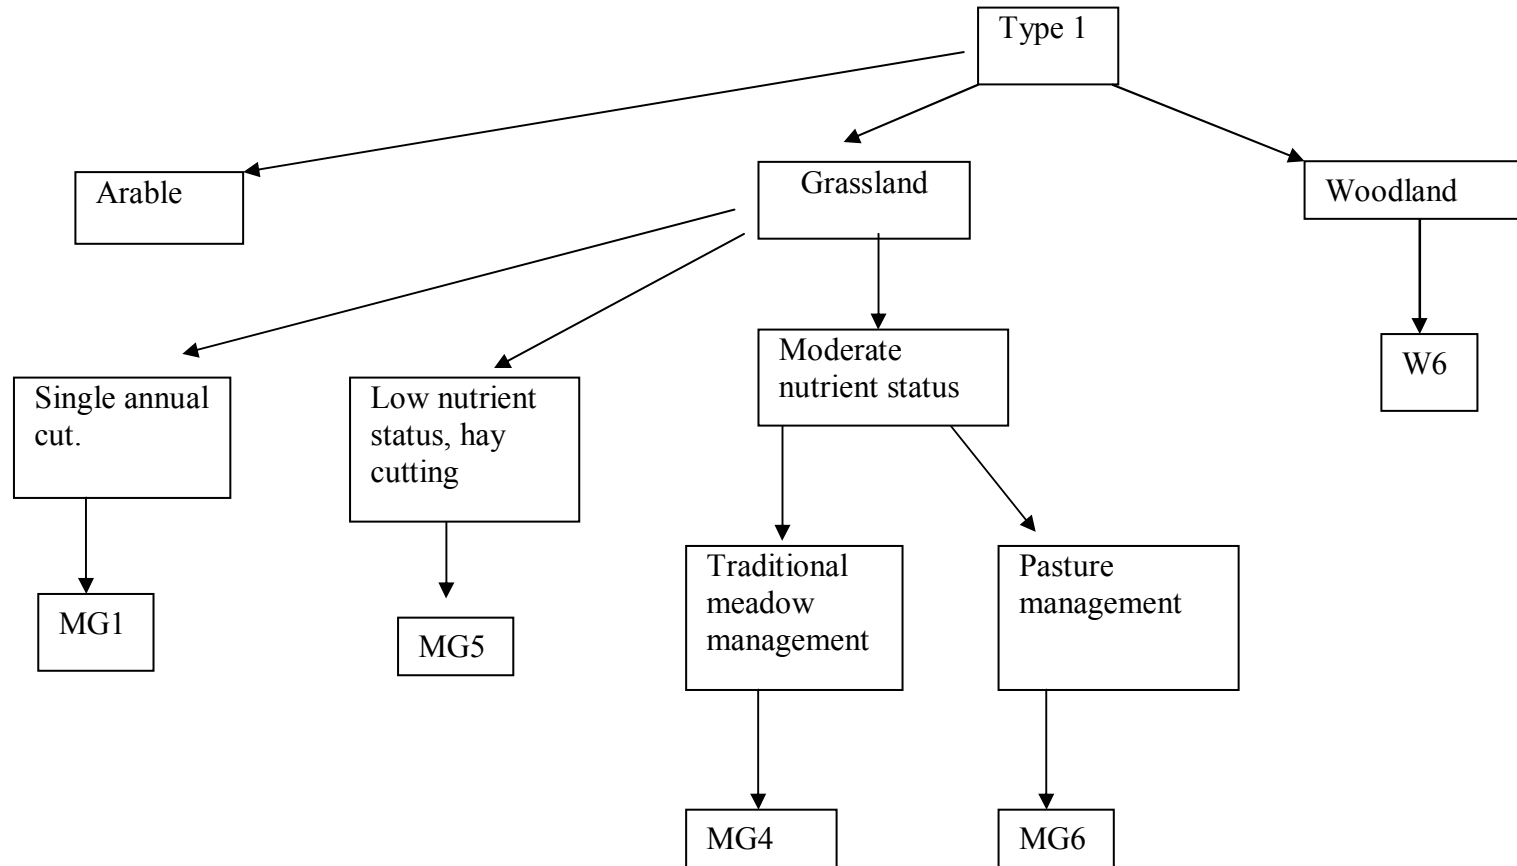 Type 1
Arable
Grassland
Woodland
Single annual
cut.
Low nutrient
status, hay
cutting
Moderate
nutrient status
W6
MG1
MG5
Traditional
meadow
management
Pasture
management
MG4
MG6